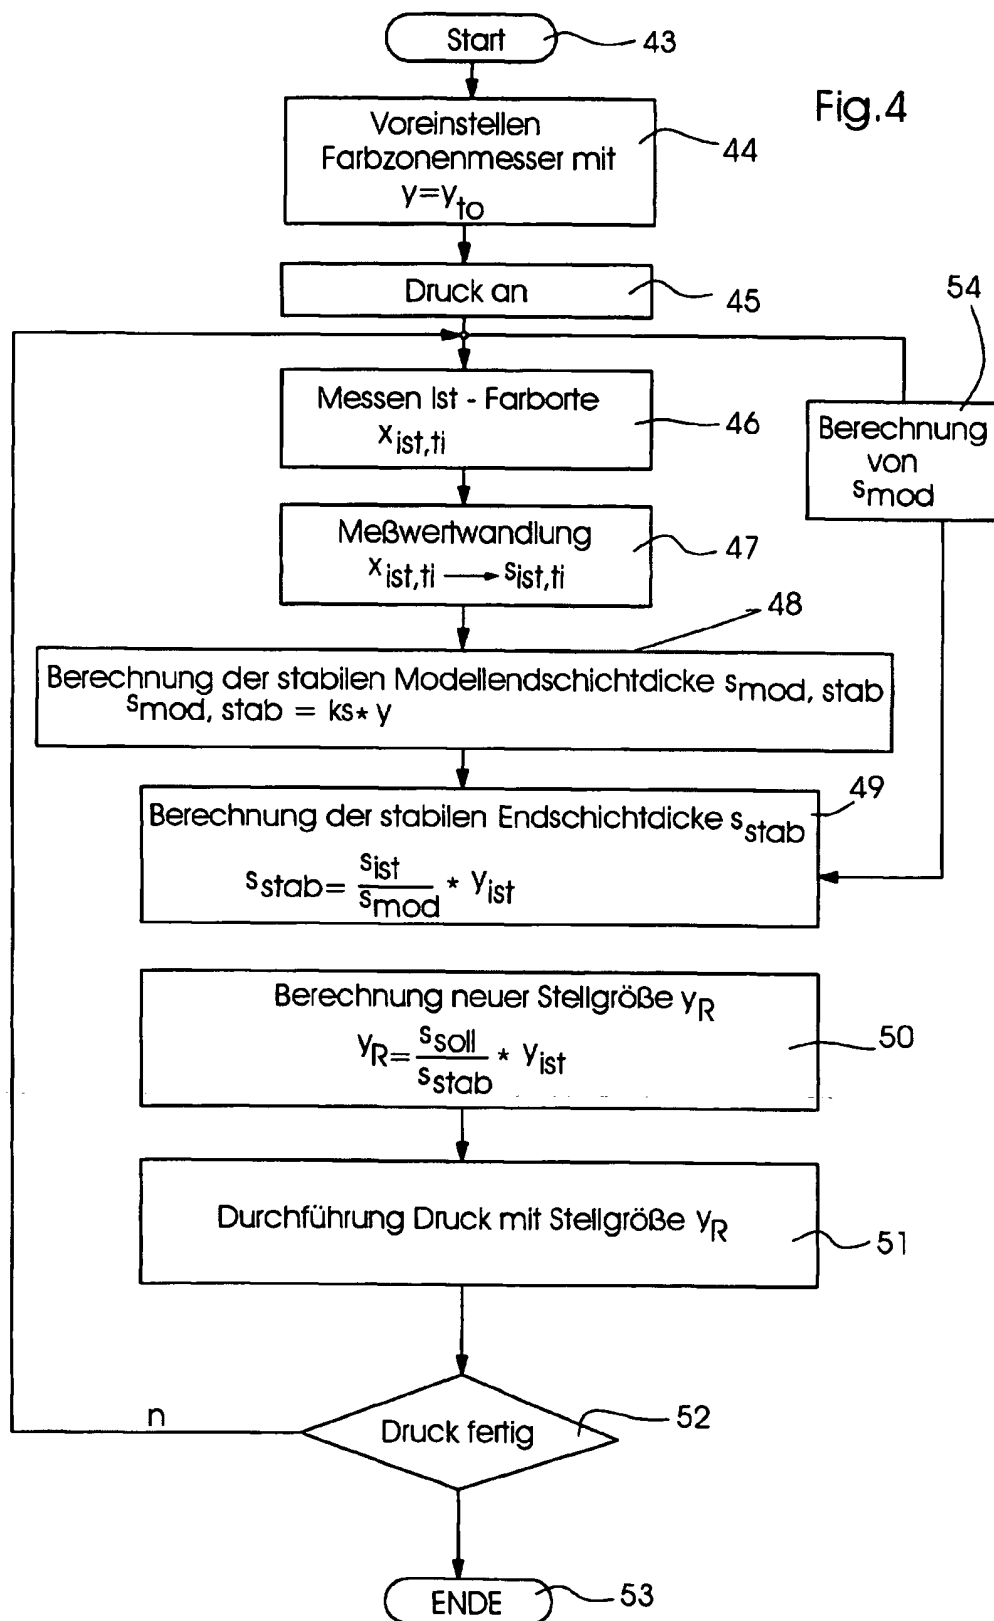 Start
43
Fig.4
Voreinstellen
Farbzonenmesser mit
y=y_to
44
Druck an
45
54
Messen Ist - Farborte
x_ist,ti
46
Berechnung
von
s_mod
Meßwertwandlung
x_ist,ti → s_ist,ti
47
48
Berechnung der stabilen Modellendschichtdicke s_mod, stab
s_mod, stab = ks* y
49
Berechnung der stabilen Endschichtdicke s_stab
s_stab = s_ist / s_mod * y_ist
Berechnung neuer Stellgröße y_R
y_R = s_soll / s_stab * y_ist
50
Durchführung Druck mit Stellgröße y_R
51
n
Druck fertig
52
ENDE
53